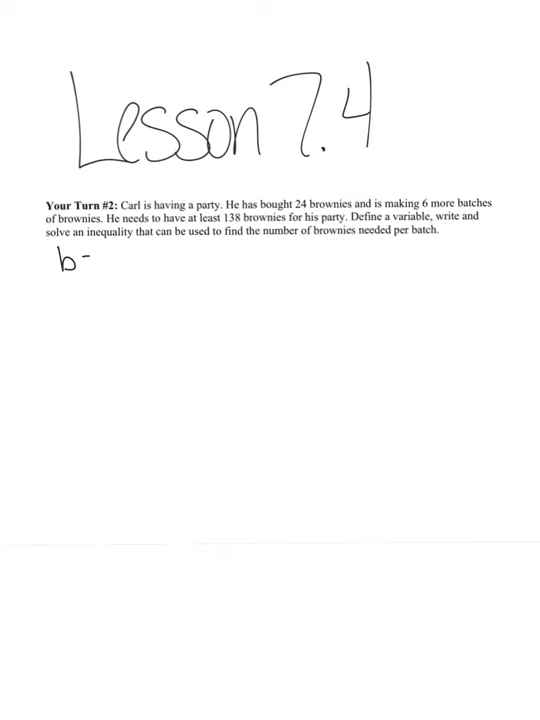 Lesson 7.4
Your Turn #2: Carl is having a party. He has bought 24 brownies and is making 6 more batches
of brownies. He needs to have at least 138 brownies for his party. Define a variable, write and
solve an inequality that can be used to find the number of brownies needed per batch.
b-